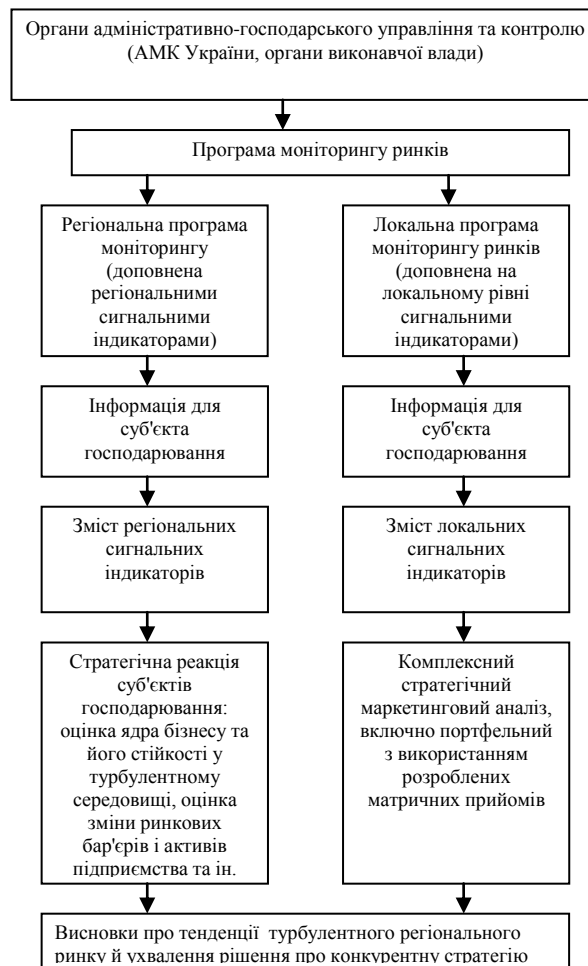 Органи адміністративно-господарського управління та контролю
(АМК України, органи виконавчої влади)
Програма моніторингу ринків
Регіональна програма
моніторингу
(доповнена
регіональними
сигнальними
індикаторами)
Локальна програма
моніторингу ринків
(доповнена на
локальному рівні
сигнальними
індикаторами)
Інформація для
суб'єкта
господарювання
Інформація для
суб'єкта
господарювання
Зміст регіональних
сигнальних
індикаторів
Зміст локальних
сигнальних
індикаторів
Стратегічна реакція
суб'єктів
господарювання:
оцінка ядра бізнесу та
його стійкості у
турбулентному
середовищі, оцінка
зміни ринкових
бар'єрів і активів
підприємства та ін.
Комплексний
стратегічний
маркетинговий аналіз,
включно портфельний
з використанням
розроблених
матричних прийомів
Висновки про тенденції турбулентного регіонального
ринку й ухвалення рішення про конкурентну стратегію